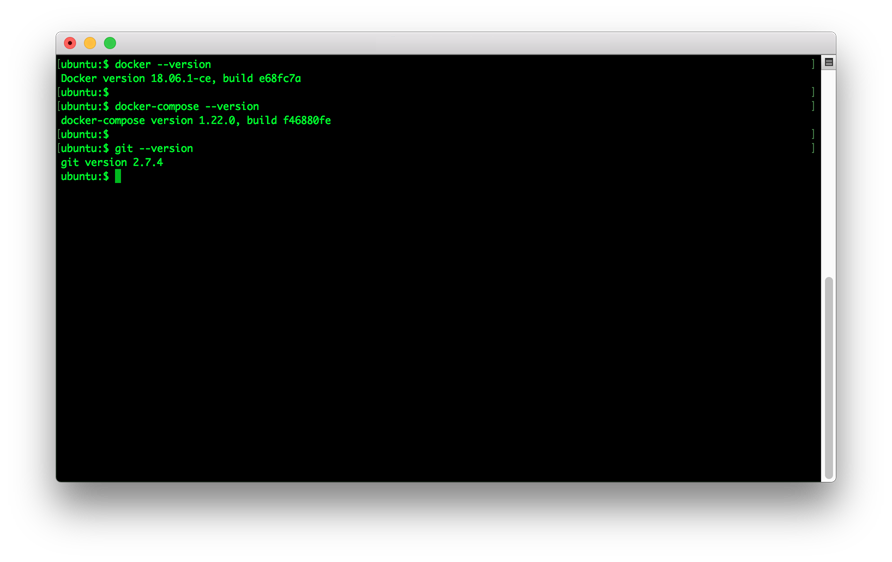 [ubuntu:$ docker --version ]
Docker version 18.06.1-ce, build e68fc7a
[ubuntu:$ ]
[ubuntu:$ docker-compose --version ]
docker-compose version 1.22.0, build f46880fe
[ubuntu:$ ]
[ubuntu:$ git --version ]
git version 2.7.4
ubuntu:$